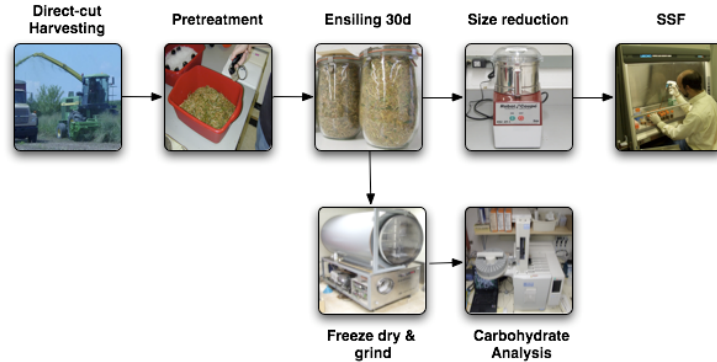 Direct-cut
Harvesting
Pretreatment
Ensiling 30d
Size reduction
SSF
Freeze dry &
grind
Carbohydrate
Analysis